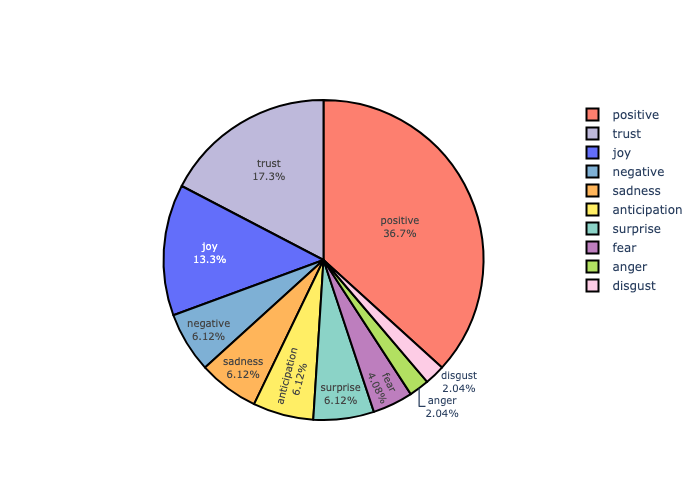 positive
36.7%
trust
17.3%
joy
13.3%
negative
6.12%
sadness
6.12%
anticipation
6.12%
surprise
6.12%
fear
4.08%
anger
2.04%
disgust
2.04%
positive
trust
joy
negative
sadness
anticipation
surprise
fear
anger
disgust